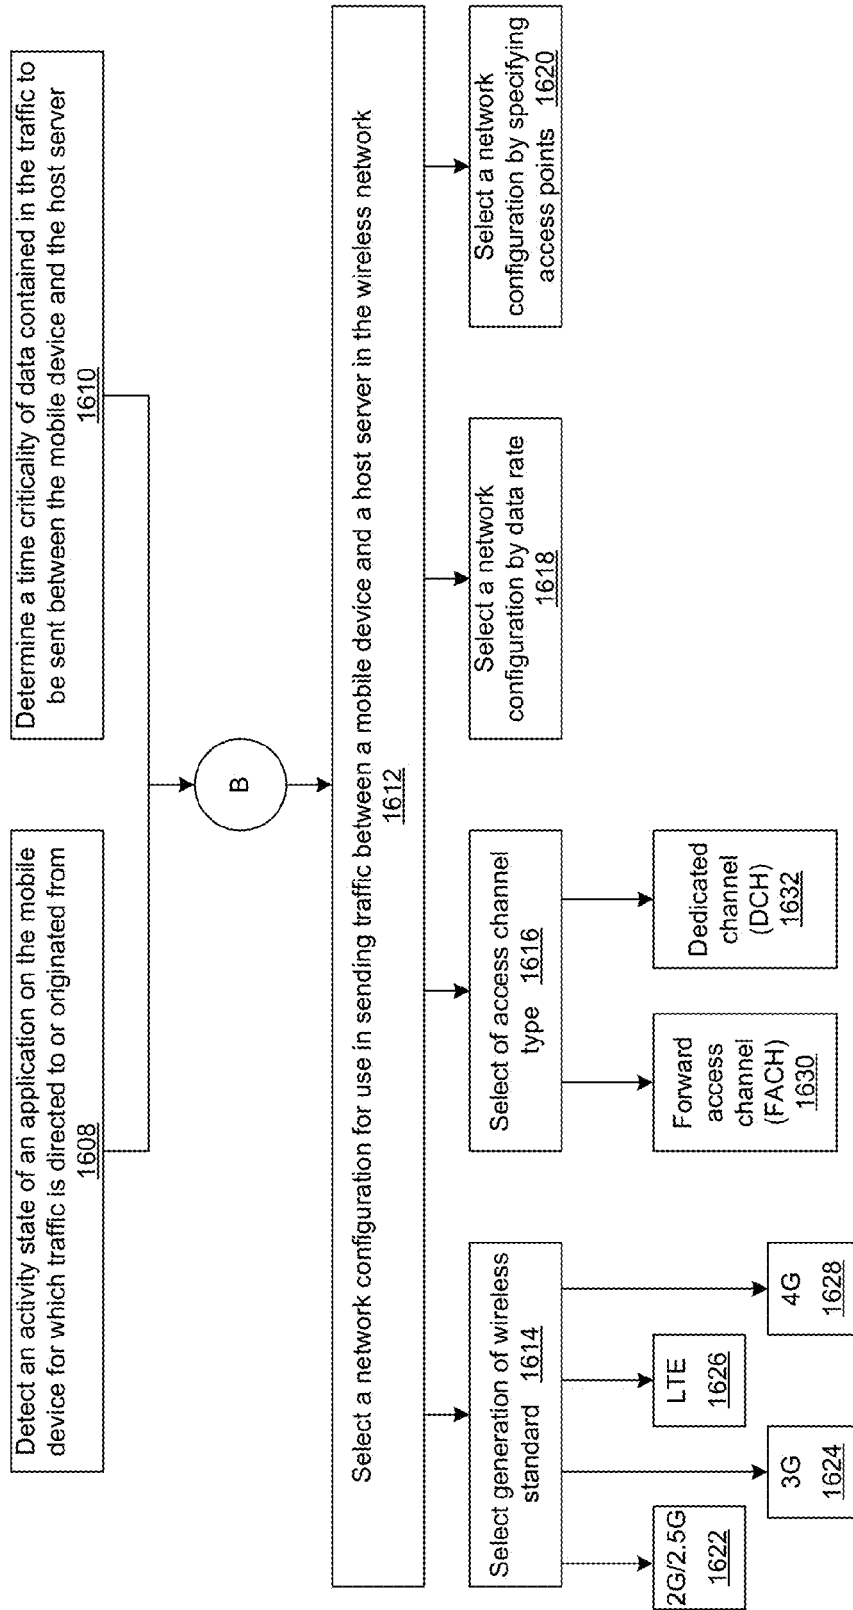 Detect an activity state of an application on the mobile
device for which traffic is directed to or originated from
1608
Determine a time criticality of data contained in the traffic to
be sent between the mobile device and the host server
1610
B
Select a network configuration for use in sending traffic between a mobile device and a host server in the wireless network
1612
Select generation of wireless
standard 1614
Select of access channel
type 1616
Select a network
configuration by data rate
1618
Select a network
configuration by specifying
access points 1620
2G/2.5G
1622
3G
1624
LTE
1626
4G
1628
Forward
access
channel
(FACH)
1630
Dedicated
channel
(DCH)
1632